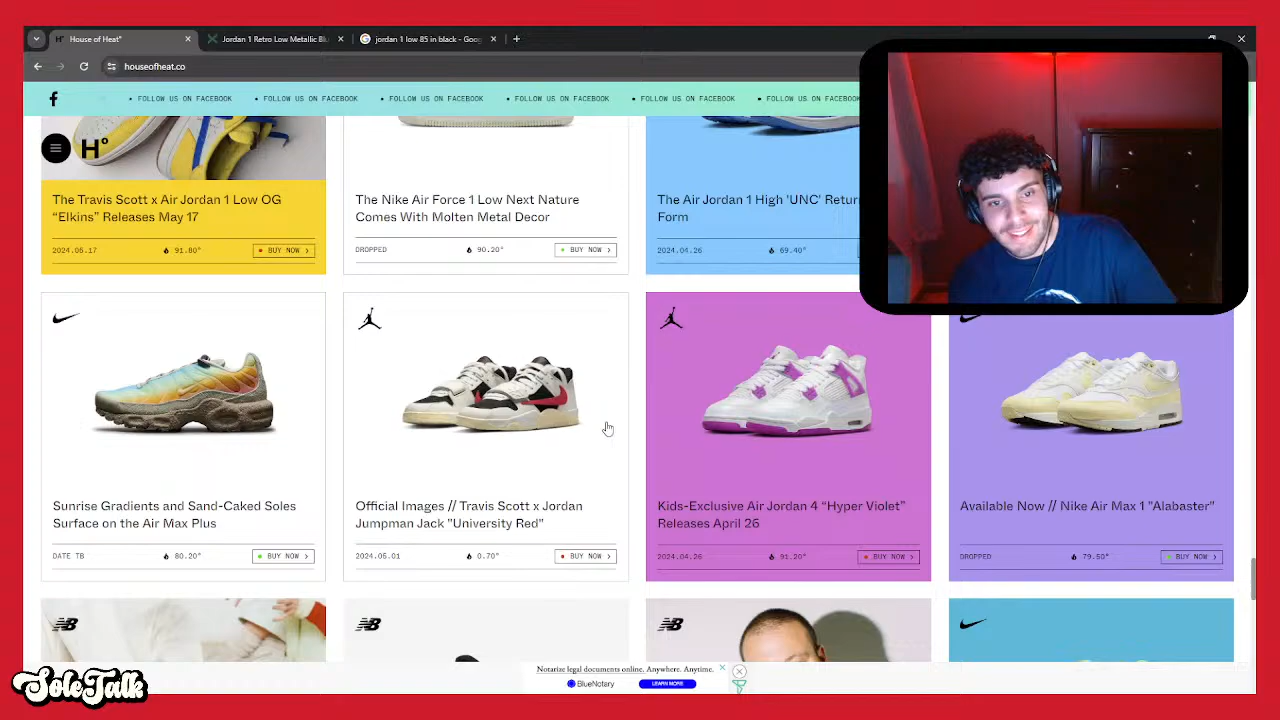 House of Heat°
Jordan 1 Retro Low Metallic Blu
jordan 1 low 85 in black - Goog
houseofheat.co
• FOLLOW US ON FACEBOOK • FOLLOW US ON FACEBOOK • FOLLOW US ON FACEBOOK • FOLLOW US ON FACEBOOK • FOLLOW US ON FACEBOOK • FOLLOW US ON FACEBOOK
H°
The Travis Scott x Air Jordan 1 Low OG
“Elkins” Releases May 17
2024.05.17
91.80°
BUY NOW >
The Nike Air Force 1 Low Next Nature
Comes With Molten Metal Decor
DROPPED
90.20°
BUY NOW >
The Air Jordan 1 High 'UNC' Retur
Form
2024.04.26
69.40°
Sunrise Gradients and Sand-Caked Soles
Surface on the Air Max Plus
DATE TB
80.20°
BUY NOW >
Official Images // Travis Scott x Jordan
Jumpman Jack "University Red"
2024.05.01
0.70°
BUY NOW >
Kids-Exclusive Air Jordan 4 “Hyper Violet”
Releases April 26
2024.04.26
91.20°
BUY NOW >
Available Now // Nike Air Max 1 "Alabaster"
DROPPED
79.50°
BUY NOW >
NB
NB
NB
Notarize legal documents online. Anywhere. Anytime.
BlueNotary
LEARN MORE
SoleTalk